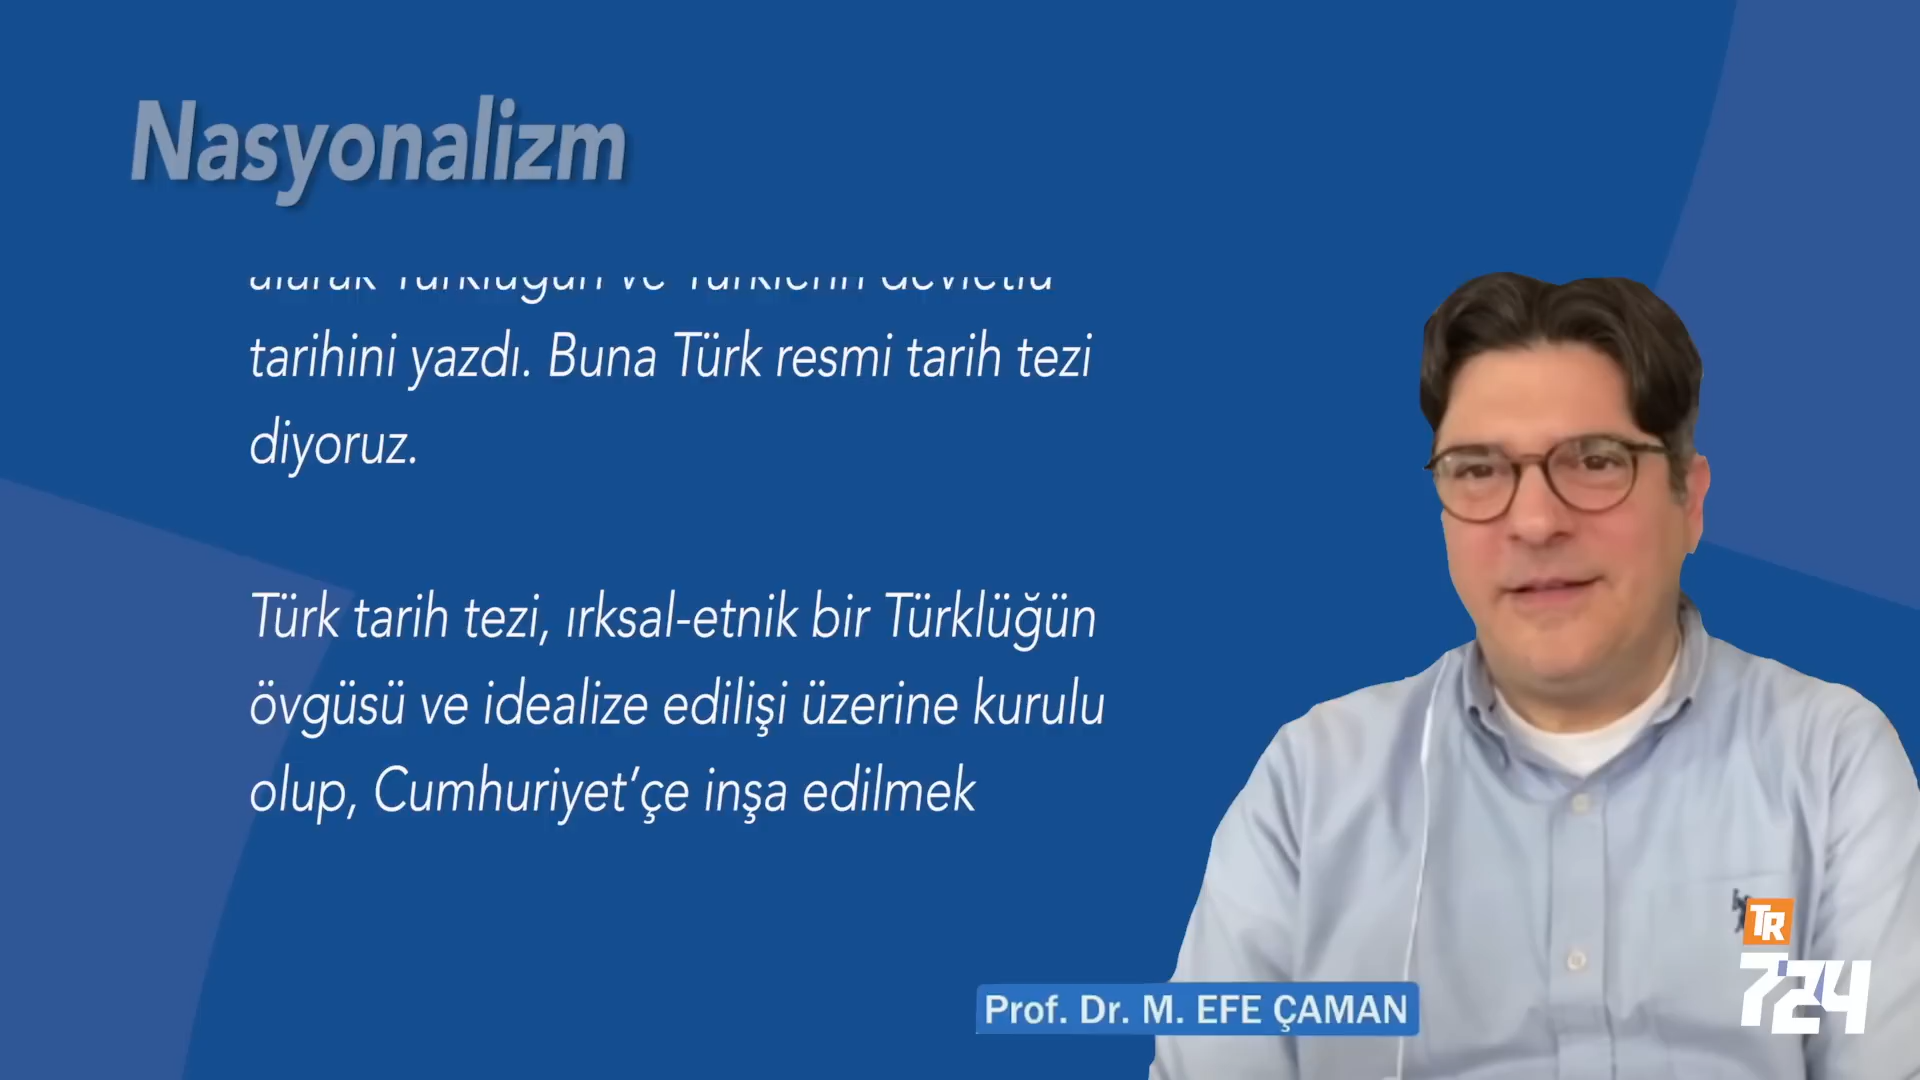 Nasyonalizm
tarihini yazdı. Buna Türk resmi tarih tezi
diyoruz.
Türk tarih tezi, ırksal-etnik bir Türklüğün
övgüsü ve idealize edilişi üzerine kurulu
olup, Cumhuriyet’çe inşa edilmek
Prof. Dr. M. EFE ÇAMAN
TR
724